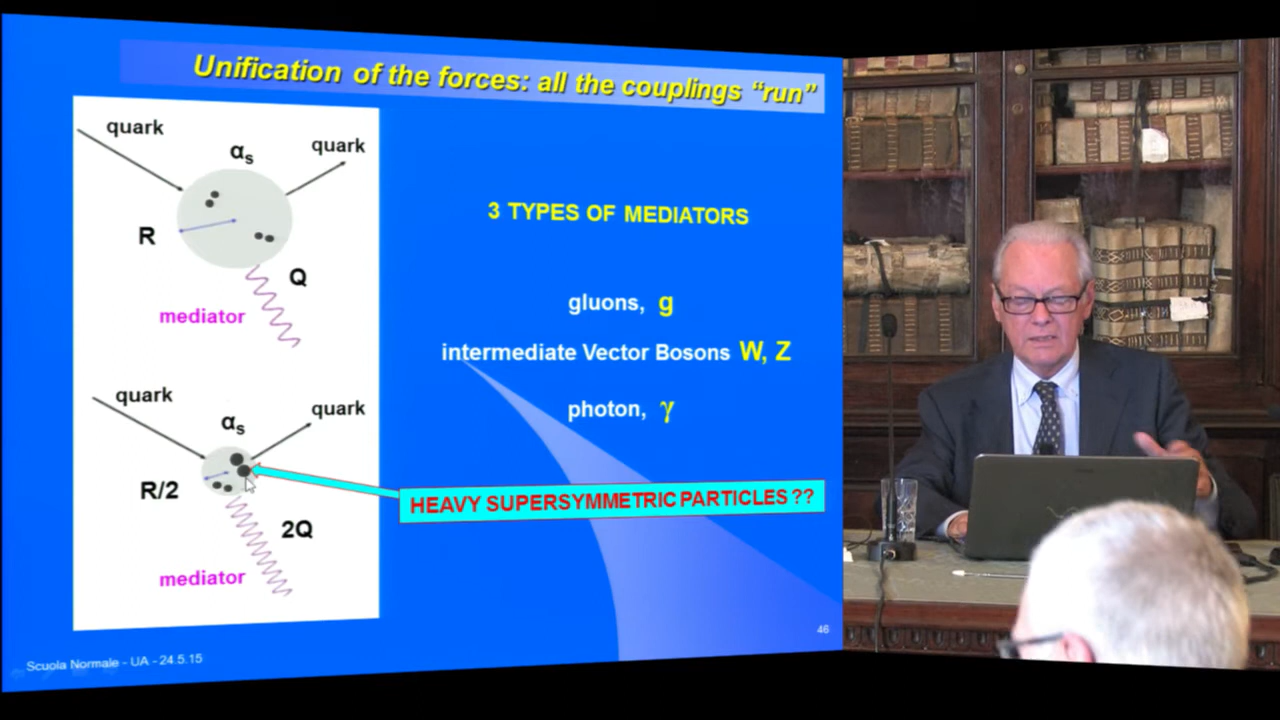 Unification of the forces: all the couplings “run”
quark
αs
quark
R
Q
mediator
quark
αs
quark
R/2
2Q
mediator
3 TYPES OF MEDIATORS
gluons, g
intermediate Vector Bosons W, Z
photon, γ
HEAVY SUPERSYMMETRIC PARTICLES ??
46
Scuola Normale - UA - 24.5.15